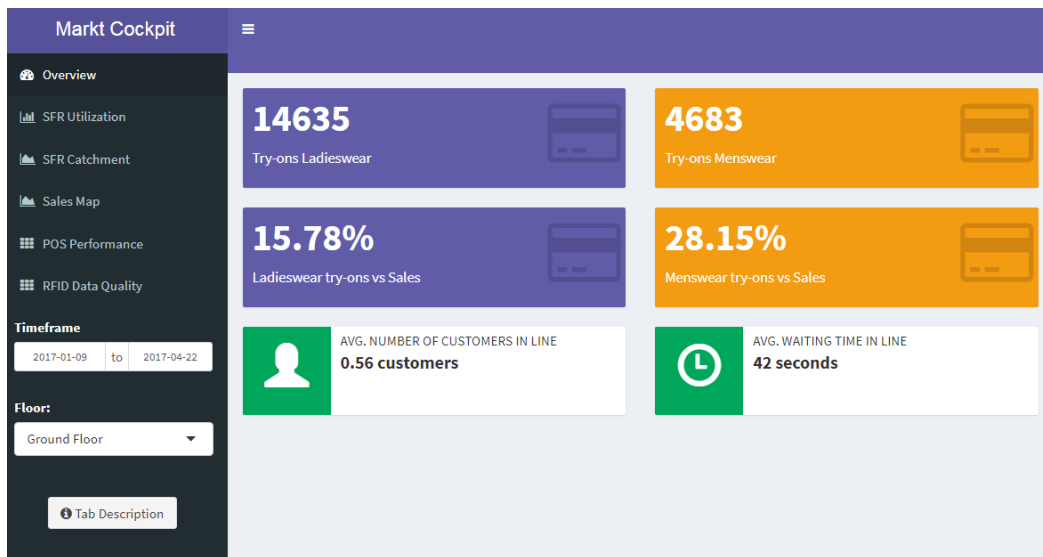 Markt Cockpit
Overview
SFR Utilization
SFR Catchment
Sales Map
POS Performance
RFID Data Quality
Timeframe
2017-01-09 to 2017-04-22
Floor:
Ground Floor
Tab Description
14635
Try-ons Ladieswear
4683
Try-ons Menswear
15.78%
Ladieswear try-ons vs Sales
28.15%
Menswear try-ons vs Sales
AVG. NUMBER OF CUSTOMERS IN LINE
0.56 customers
AVG. WAITING TIME IN LINE
42 seconds